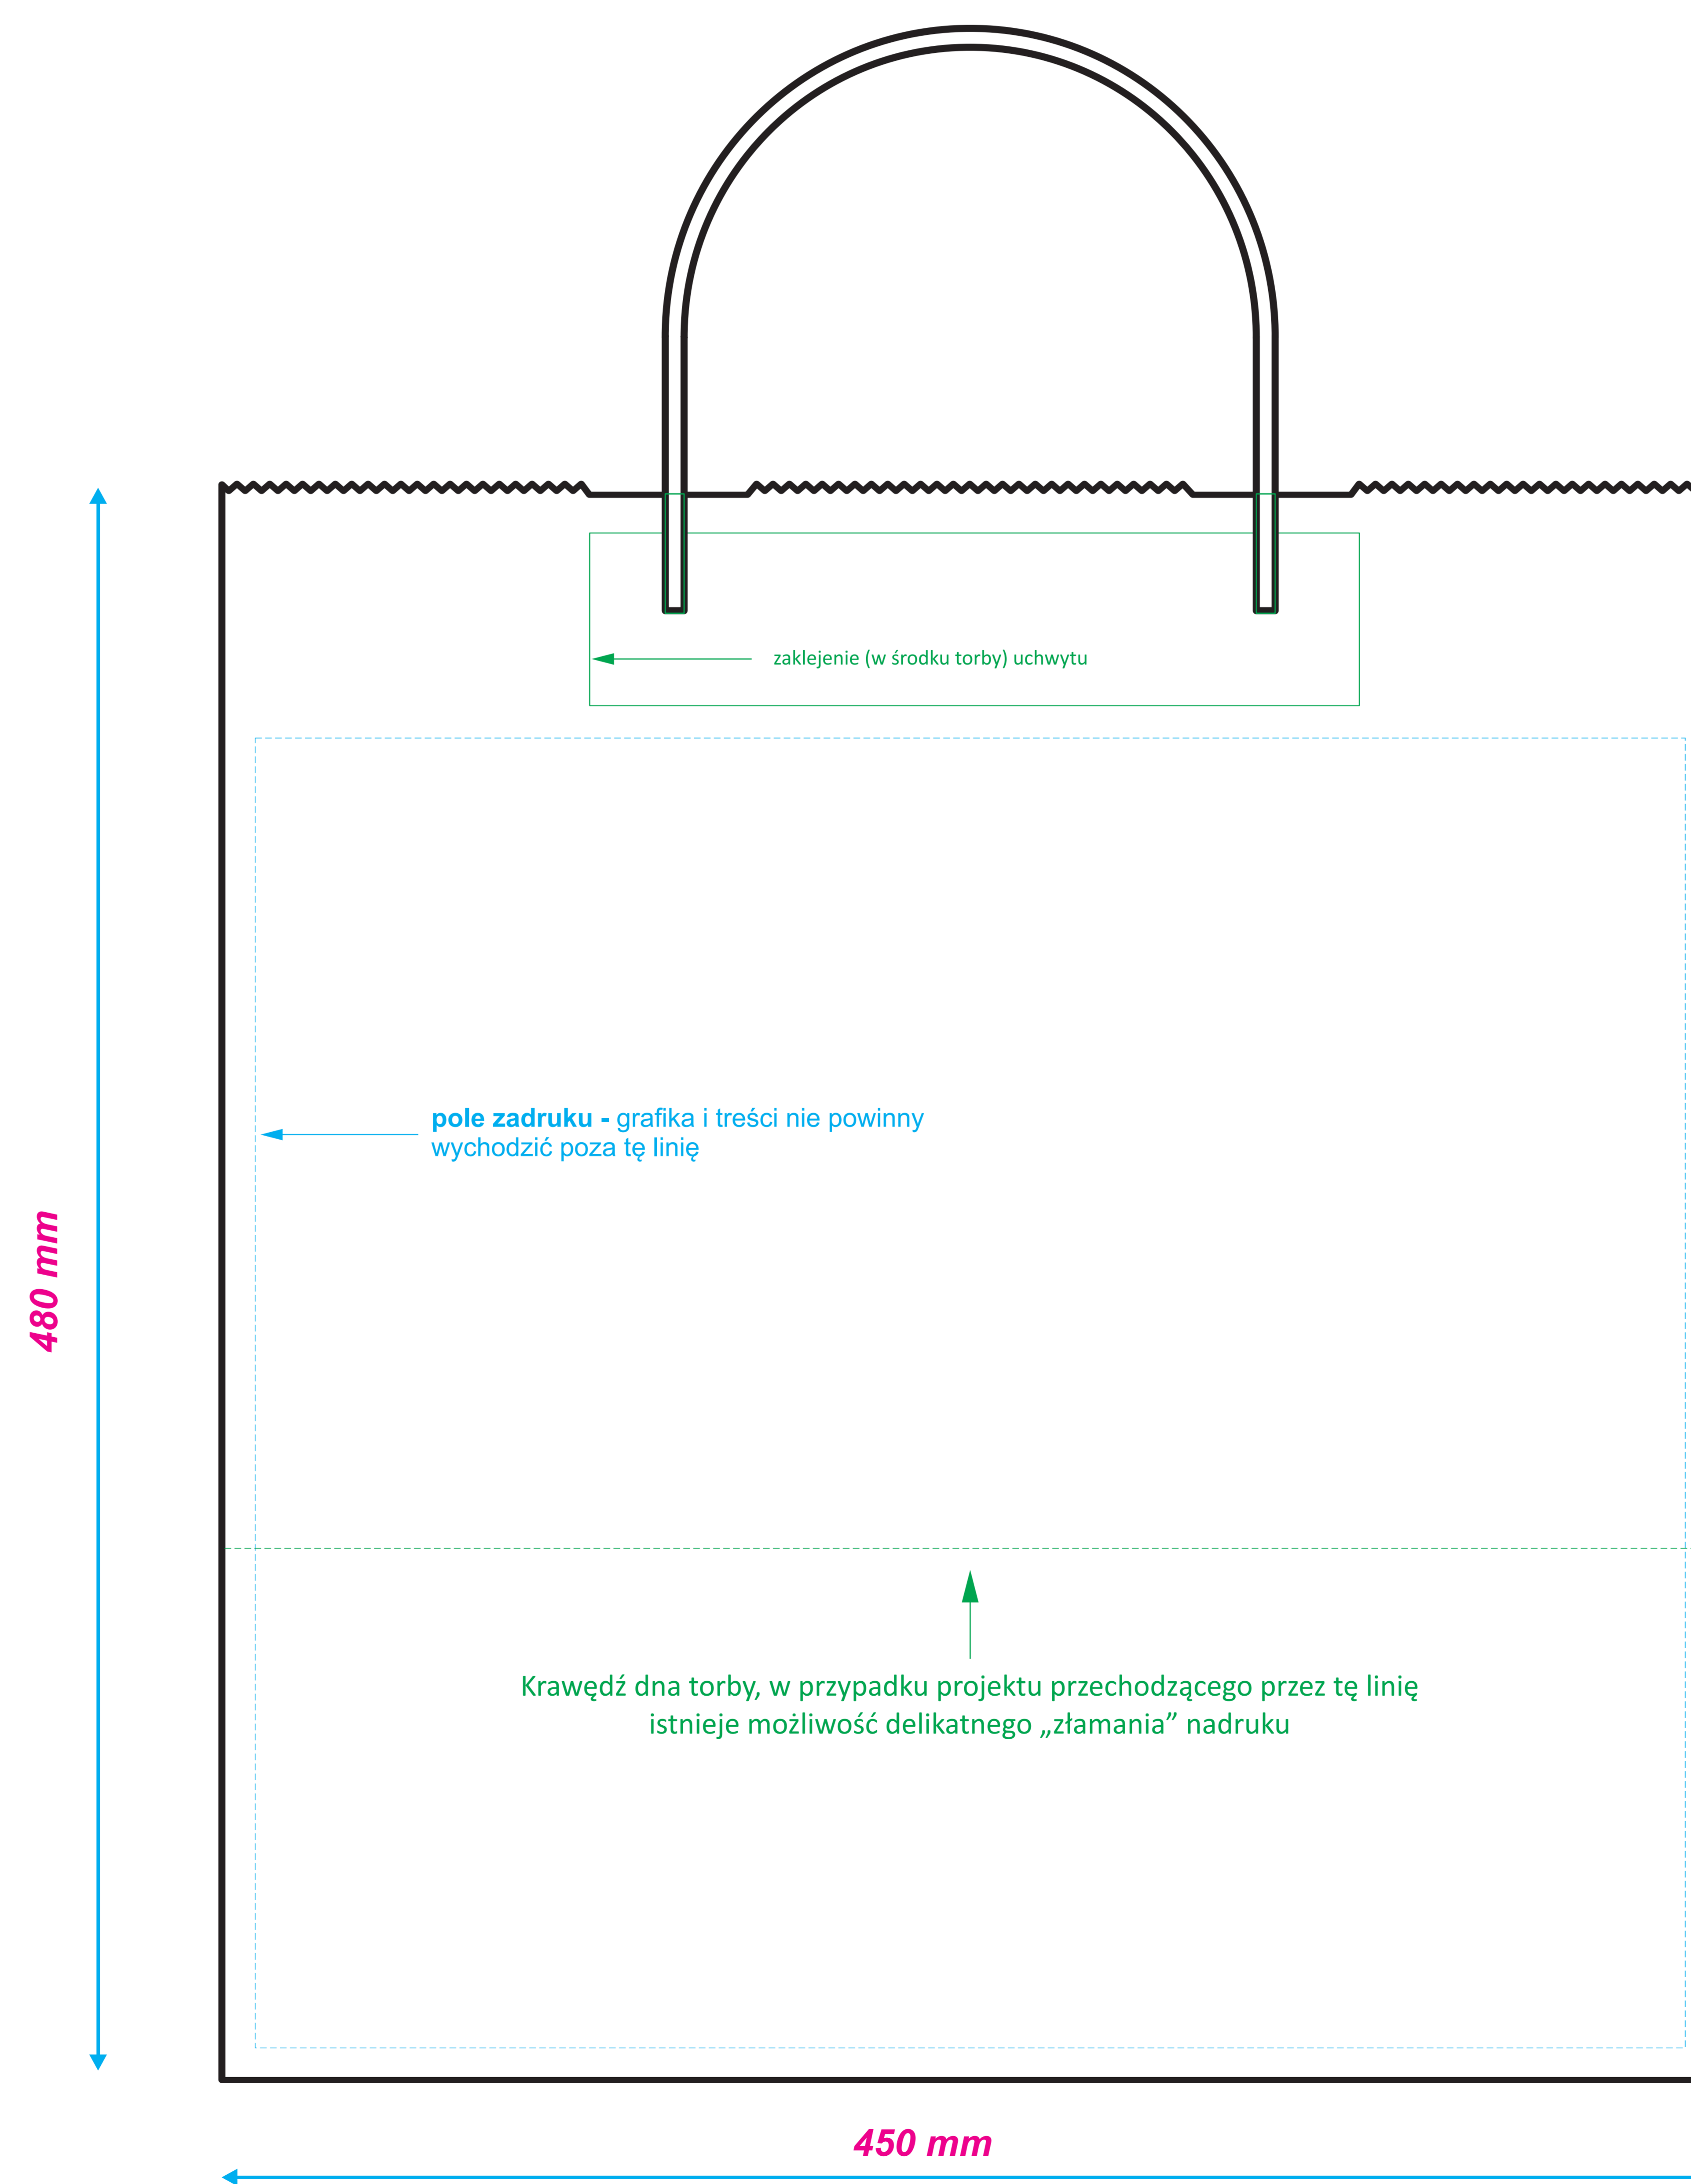 zaklejenie (w środku torby) uchwytu
pole zadruku - grafika i treści nie powinny
wychodzić poza tę linię
480 mm
Krawędź dna torby, w przypadku projektu przechodzącego przez tę linię
istnieje możliwość delikatnego „złamania” nadruku
450 mm